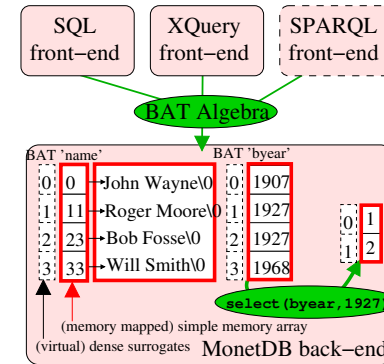 SQL
front-end
XQuery
front-end
SPARQL
front-end
BAT Algebra
BAT 'name'
BAT 'byear'
0 0 John Wayne\0 0 1907
1 11 Roger Moore\0 1 1927
2 23 Bob Fosse\0 2 1927
3 33 Will Smith\0 3 1968
0 1
1 2
select(byear,1927)
(memory mapped) simple memory array
(virtual) dense surrogates
MonetDB back-end